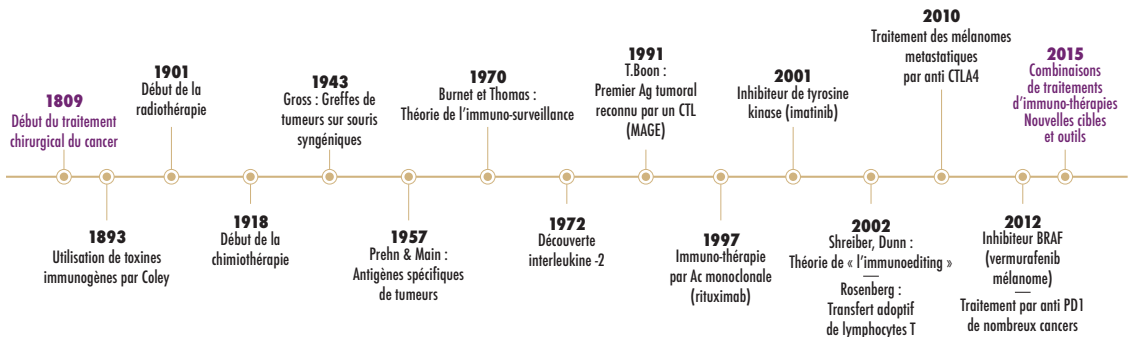 1809
Début du traitement
chirurgical du cancer
1893
Utilisation de toxines
immunogènes par Coley
1901
Début de la
radiothérapie
1918
Début de la
chimiothérapie
1943
Gross : Greffes de
tumeurs sur souris
syngéniques
1957
Prehn & Main :
Antigènes spécifiques
de tumeurs
1970
Burnet et Thomas :
Théorie de l'immuno-surveillance
1972
Découverte
interleukine -2
1991
T.Boon :
Premier Ag tumoral
reconnu par un CTL
(MAGE)
1997
Immuno-thérapie
par Ac monoclonale
(rituximab)
2001
Inhibiteur de tyrosine
kinase (imatinib)
2002
Shreiber, Dunn :
Théorie de « l'immunoediting »
Rosenberg :
Transfert adoptif
de lymphocytes T
2010
Traitement des mélanomes
metastatiques
par anti CTLA4
2012
Inhibiteur BRAF
(vermurafenib
mélanome)
Traitement par anti PD1
de nombreux cancers
2015
Combinaisons
de traitements
d'immuno-thérapies
Nouvelles cibles
et outils